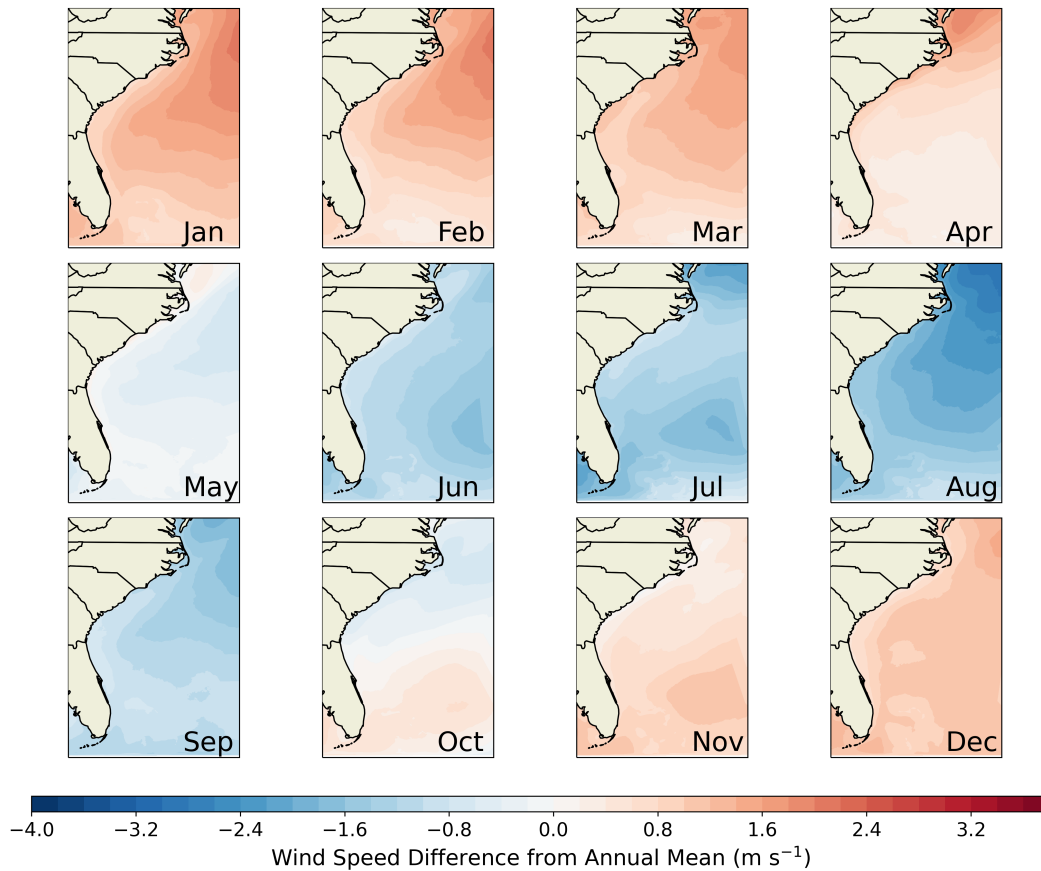 Jan Feb Mar Apr
May Jun Jul Aug
Sep Oct Nov Dec
−4.0 −3.2 −2.4 −1.6 −0.8 0.0 0.8 1.6 2.4 3.2
Wind Speed Difference from Annual Mean (m s⁻¹)